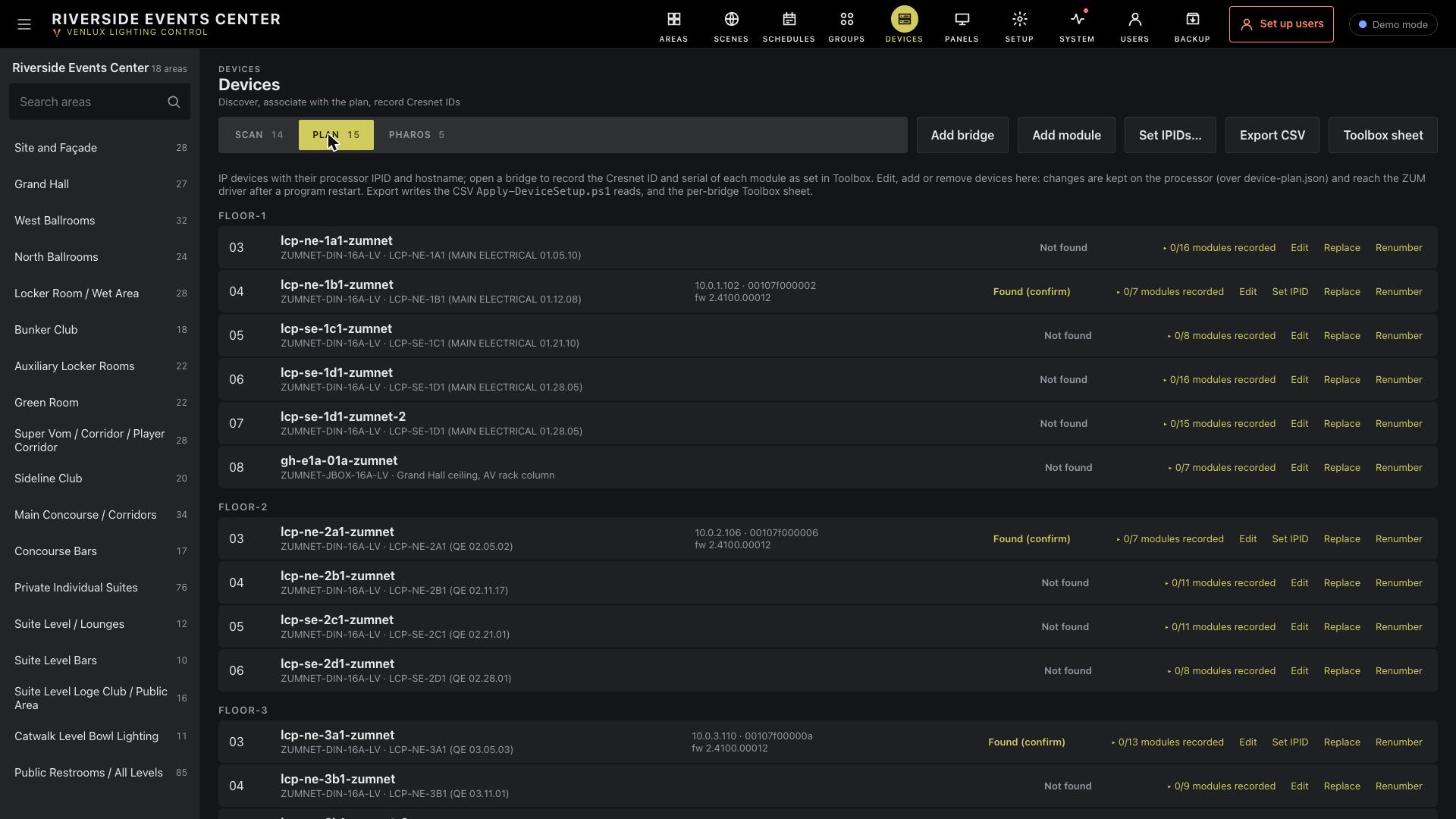 RIVERSIDE EVENTS CENTER
VENLUX LIGHTING CONTROL
AREAS
SCENES
SCHEDULES
GROUPS
DEVICES
PANELS
SETUP
SYSTEM
USERS
BACKUP
Set up users
Demo mode
Riverside Events Center 18 areas
Search areas
Site and Façade 28
Grand Hall 27
West Ballrooms 32
North Ballrooms 24
Locker Room / Wet Area 28
Bunker Club 18
Auxiliary Locker Rooms 22
Green Room 22
Super Vom / Corridor / Player
Corridor 28
Sideline Club 20
Main Concourse / Corridors 34
Concourse Bars 17
Private Individual Suites 76
Suite Level / Lounges 12
Suite Level Bars 10
Suite Level Loge Club / Public
Area 16
Catwalk Level Bowl Lighting 11
Public Restrooms / All Levels 85
DEVICES
Devices
Discover, associate with the plan, record Cresnet IDs
SCAN 14
PLAN 15
PHAROS 5
Add bridge
Add module
Set IPIDs...
Export CSV
Toolbox sheet
IP devices with their processor IPID and hostname; open a bridge to record the Cresnet ID and serial of each module as set in Toolbox. Edit, add or remove devices here: changes are kept on the processor (over device-plan.json) and reach the ZUM
driver after a program restart. Export writes the CSV Apply-DeviceSetup.ps1 reads, and the per-bridge Toolbox sheet.
FLOOR-1
03 lcp-ne-1a1-zumnet Not found ▸ 0/16 modules recorded Edit Replace Renumber
ZUMNET-DIN-16A-LV · LCP-NE-1A1 (MAIN ELECTRICAL 01.05.10)
04 lcp-ne-1b1-zumnet 10.0.1.102 · 00107f000002 Found (confirm) ▸ 0/7 modules recorded Edit Set IPID Replace Renumber
ZUMNET-DIN-16A-LV · LCP-NE-1B1 (MAIN ELECTRICAL 01.12.08) fw 2.4100.00012
05 lcp-se-1c1-zumnet Not found ▸ 0/8 modules recorded Edit Replace Renumber
ZUMNET-DIN-16A-LV · LCP-SE-1C1 (MAIN ELECTRICAL 01.21.10)
06 lcp-se-1d1-zumnet Not found ▸ 0/16 modules recorded Edit Replace Renumber
ZUMNET-DIN-16A-LV · LCP-SE-1D1 (MAIN ELECTRICAL 01.28.05)
07 lcp-se-1d1-zumnet-2 Not found ▸ 0/15 modules recorded Edit Replace Renumber
ZUMNET-DIN-16A-LV · LCP-SE-1D1 (MAIN ELECTRICAL 01.28.05)
08 gh-e1a-01a-zumnet Not found ▸ 0/7 modules recorded Edit Replace Renumber
ZUMNET-JBOX-16A-LV · Grand Hall ceiling, AV rack column
FLOOR-2
03 lcp-ne-2a1-zumnet 10.0.2.106 · 00107f000006 Found (confirm) ▸ 0/7 modules recorded Edit Set IPID Replace Renumber
ZUMNET-DIN-16A-LV · LCP-NE-2A1 (QE 02.05.02) fw 2.4100.00012
04 lcp-ne-2b1-zumnet Not found ▸ 0/11 modules recorded Edit Replace Renumber
ZUMNET-DIN-16A-LV · LCP-NE-2B1 (QE 02.11.17)
05 lcp-se-2c1-zumnet Not found ▸ 0/11 modules recorded Edit Replace Renumber
ZUMNET-DIN-16A-LV · LCP-SE-2C1 (QE 02.21.01)
06 lcp-se-2d1-zumnet Not found ▸ 0/8 modules recorded Edit Replace Renumber
ZUMNET-DIN-16A-LV · LCP-SE-2D1 (QE 02.28.01)
FLOOR-3
03 lcp-ne-3a1-zumnet 10.0.3.110 · 00107f00000a Found (confirm) ▸ 0/13 modules recorded Edit Set IPID Replace Renumber
ZUMNET-DIN-16A-LV · LCP-NE-3A1 (QE 03.05.03) fw 2.4100.00012
04 lcp-ne-3b1-zumnet Not found ▸ 0/9 modules recorded Edit Replace Renumber
ZUMNET-DIN-16A-LV · LCP-NE-3B1 (QE 03.11.01)